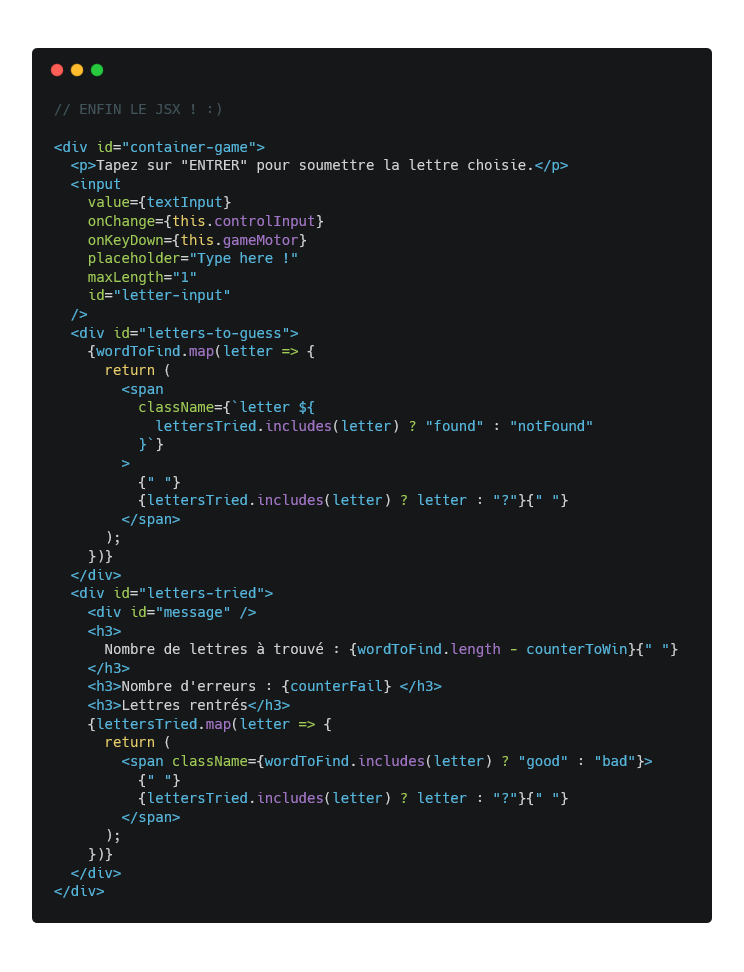 // ENFIN LE JSX ! :)

<div id="container-game">
  <p>Tapez sur "ENTRER" pour soumettre la lettre choisie.</p>
  <input
    value={textInput}
    onChange={this.controlInput}
    onKeyDown={this.gameMotor}
    placeholder="Type here !"
    maxLength="1"
    id="letter-input"
  />
  <div id="letters-to-guess">
    {wordToFind.map(letter => {
      return (
        <span
          className={`letter ${
            lettersTried.includes(letter) ? "found" : "notFound"
          }`}
        >
          {" "}
          {lettersTried.includes(letter) ? letter : "?"}{" "}
        </span>
      );
    })}
  </div>
  <div id="letters-tried">
    <div id="message" />
    <h3>
      Nombre de lettres à trouvé : {wordToFind.length - counterToWin}{" "}
    </h3>
    <h3>Nombre d'erreurs : {counterFail} </h3>
    <h3>Lettres rentrés</h3>
    {lettersTried.map(letter => {
      return (
        <span className={wordToFind.includes(letter) ? "good" : "bad"}>
          {" "}
          {lettersTried.includes(letter) ? letter : "?"}{" "}
        </span>
      );
    })}
  </div>
</div>